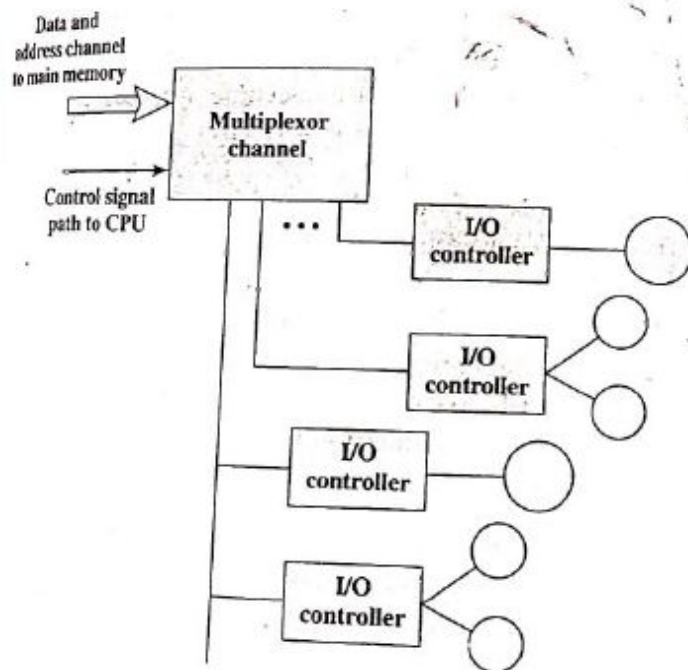 Data and
address channel
to main memory
Multiplexor
channel
Control signal
path to CPU
I/O
controller
I/O
controller
I/O
controller
I/O
controller